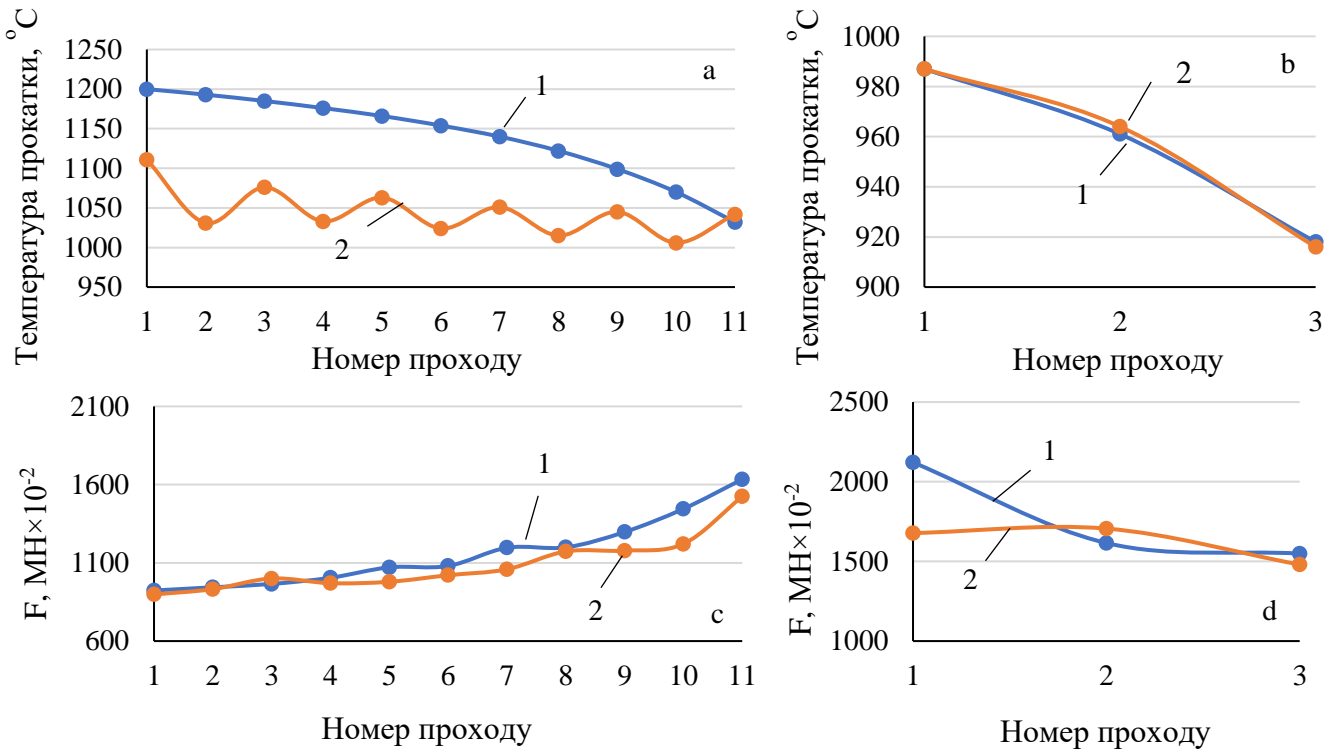 Температура прокатки, °C
1250
1200
1150
1100
1050
1000
950
a
1
2
1 2 3 4 5 6 7 8 9 10 11
Номер проходу
Температура прокатки, °C
1000
980
960
940
920
900
b
2
1
1 2 3
Номер проходу
F, МН×10⁻²
2100
1600
1100
600
1
2
c
1 2 3 4 5 6 7 8 9 10 11
Номер проходу
F, МН×10⁻²
2500
2000
1500
1000
1
2
d
1 2 3
Номер проходу